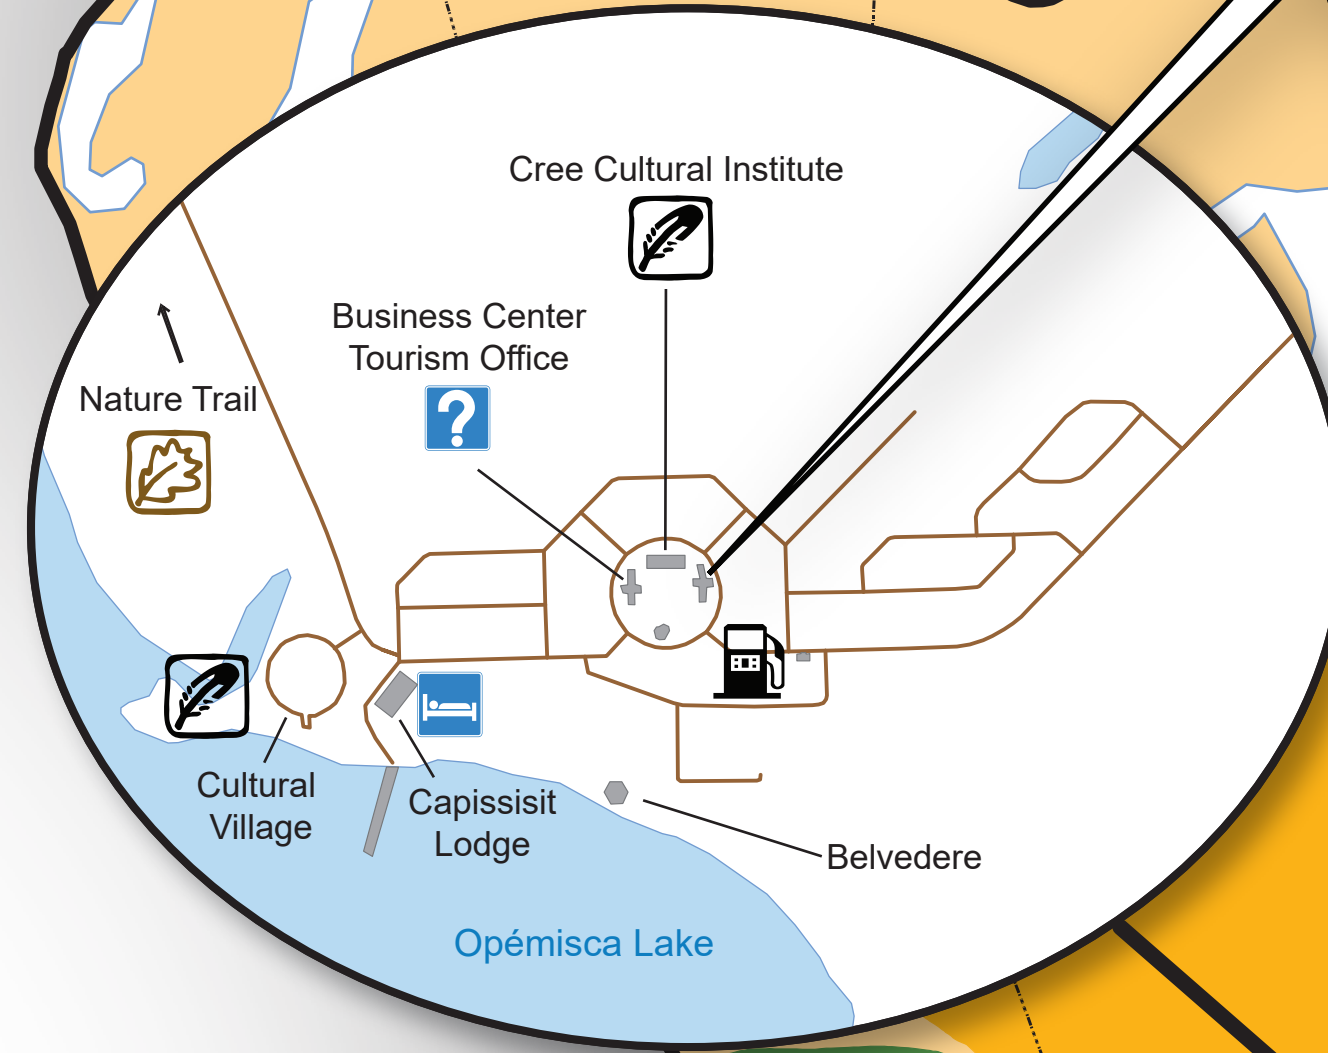 Cree Cultural Institute
Business Center
Tourism Office
?
Nature Trail
Cultural
Village
Capissisit
Lodge
Belvedere
Opémisca Lake